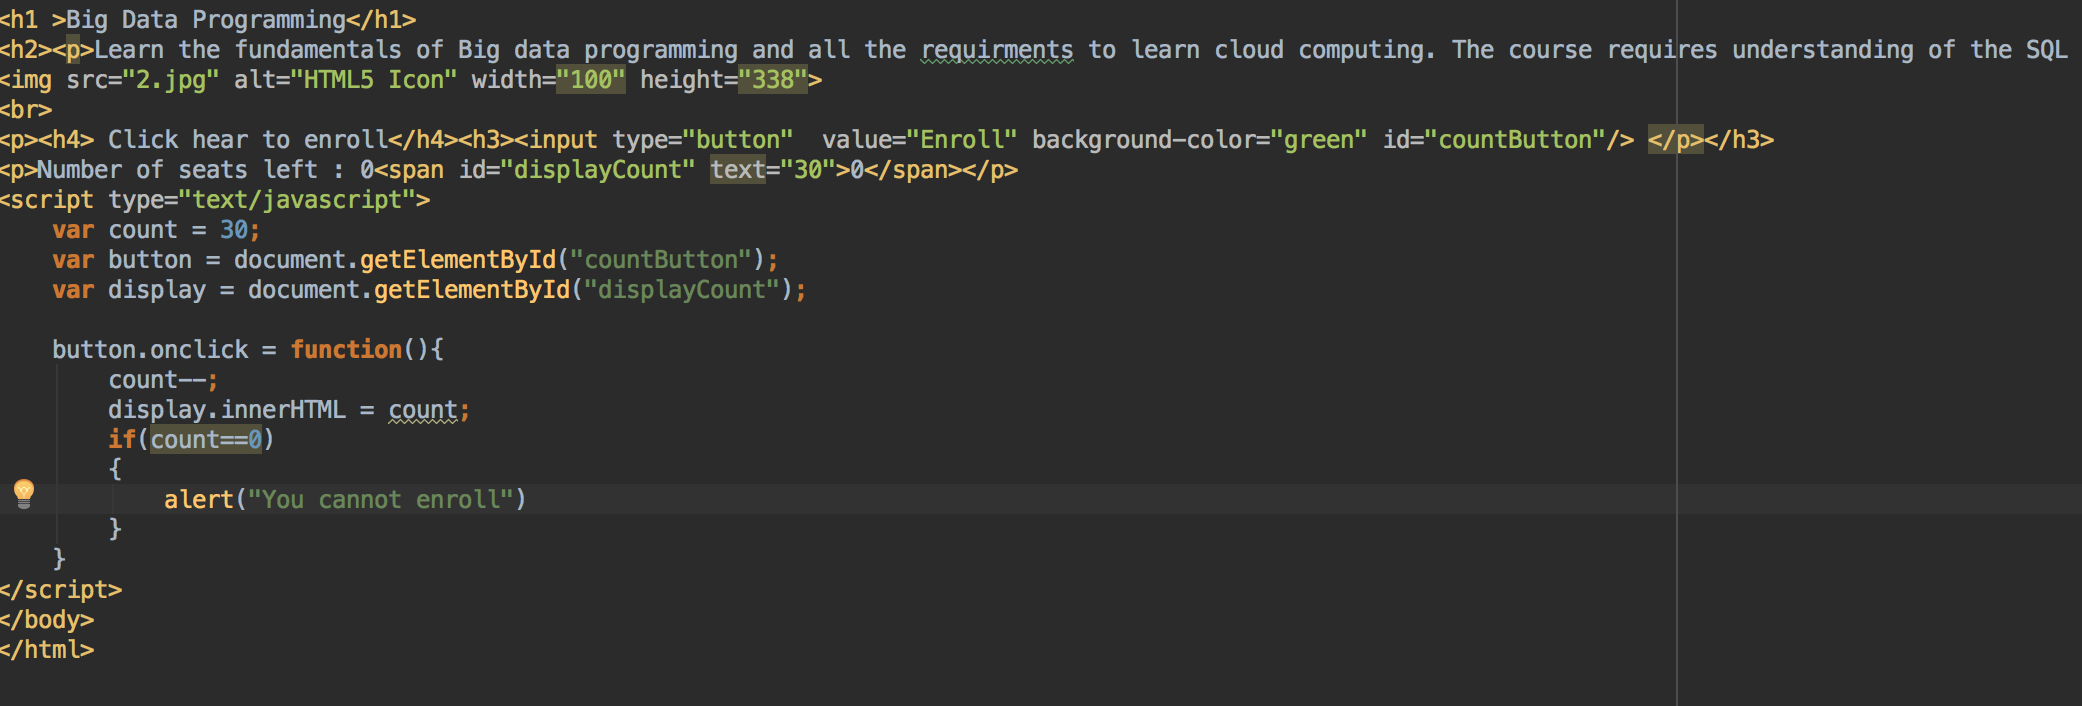 <h1 >Big Data Programming</h1>
<h2><p>Learn the fundamentals of Big data programming and all the requirments to learn cloud computing. The course requires understanding of the SQL
<img src="2.jpg" alt="HTML5 Icon" width="100" height="338">
<br>
<p><h4> Click hear to enroll</h4><h3><input type="button"  value="Enroll" background-color="green" id="countButton"/> </p></h3>
<p>Number of seats left : 0<span id="displayCount" text="30">0</span></p>
<script type="text/javascript">
    var count = 30;
    var button = document.getElementById("countButton");
    var display = document.getElementById("displayCount");

    button.onclick = function(){
        count--;
        display.innerHTML = count;
        if(count==0)
        {
            alert("You cannot enroll")
        }
    }
</script>
</body>
</html>